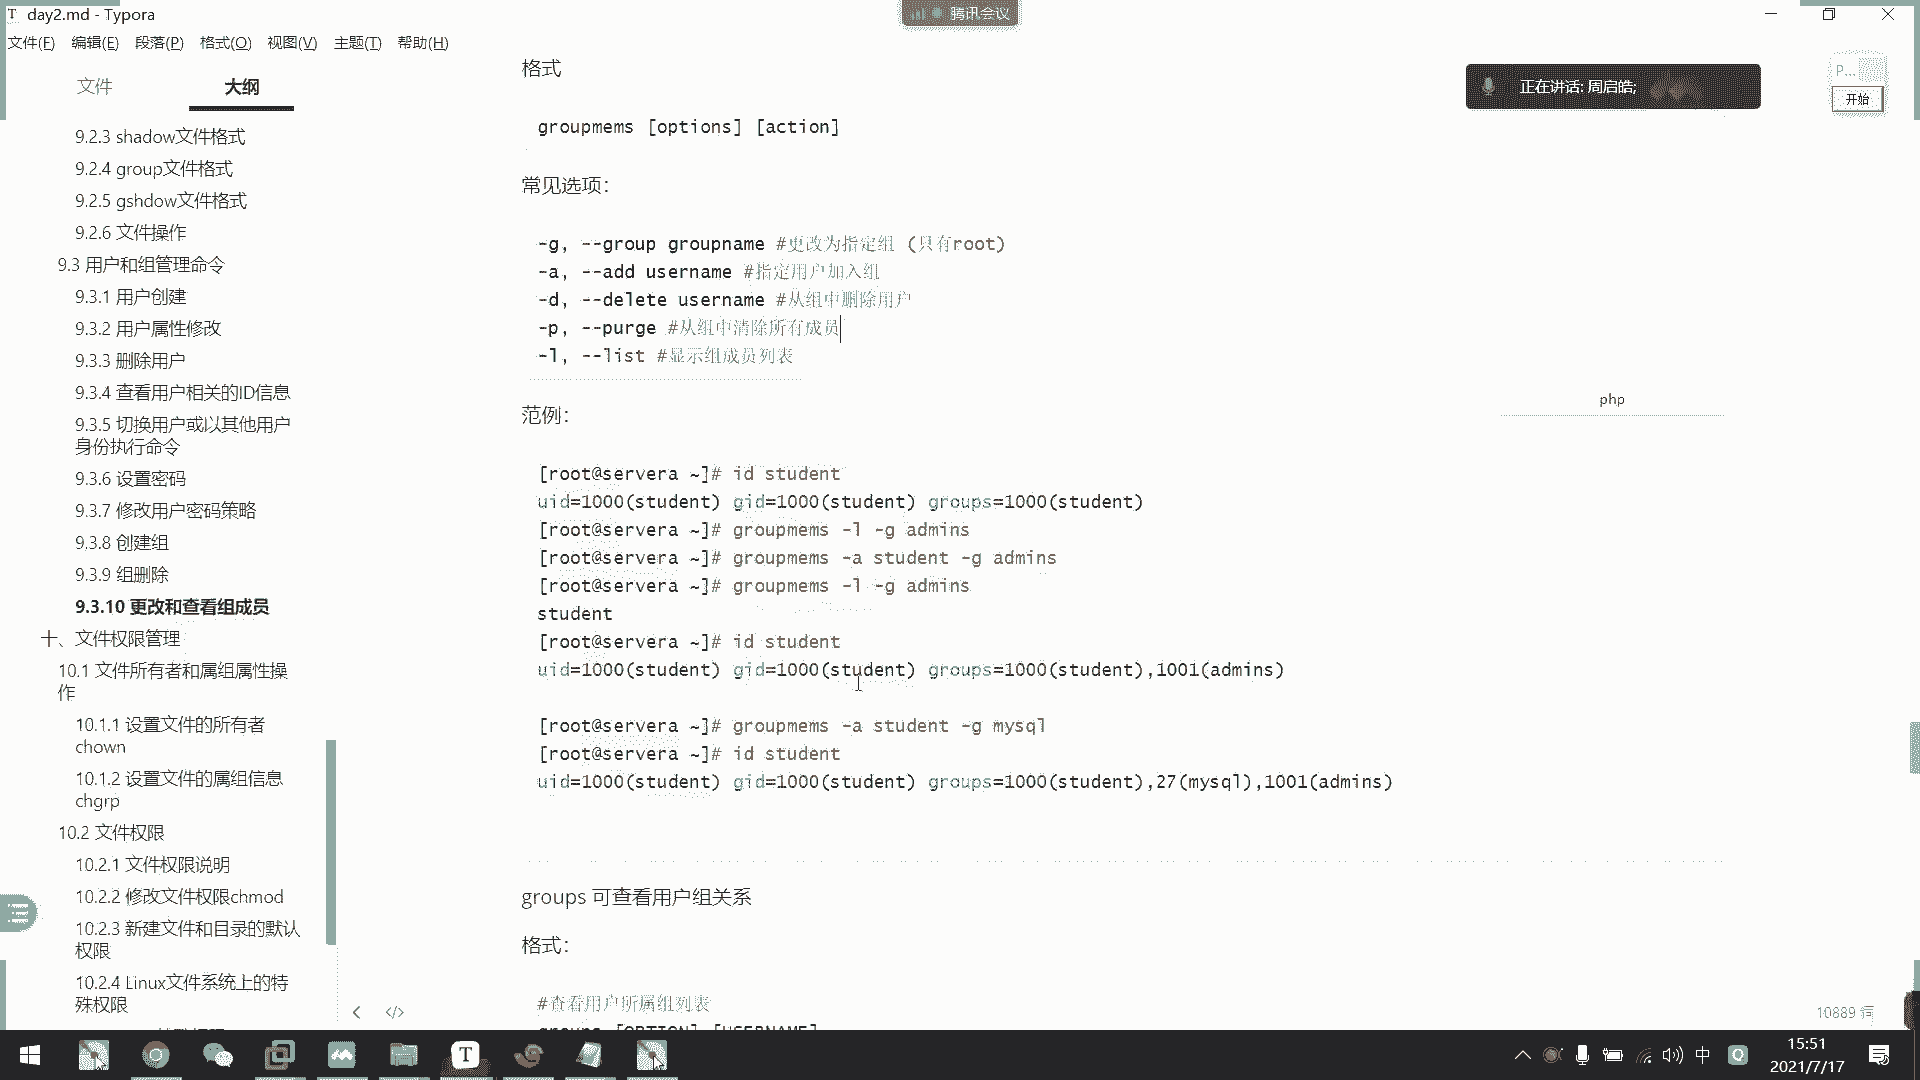 T day2.md - Typora
腾讯会议
文件(F) 编辑(E) 段落(P) 格式(O) 视图(V) 主题(T) 帮助(H)
文件 大纲
9.2.3 shadow文件格式
9.2.4 group文件格式
9.2.5 gshdow文件格式
9.2.6 文件操作
9.3 用户和组管理命令
9.3.1 用户创建
9.3.2 用户属性修改
9.3.3 删除用户
9.3.4 查看用户相关的ID信息
9.3.5 切换用户或以其他用户
身份执行命令
9.3.6 设置密码
9.3.7 修改用户密码策略
9.3.8 创建组
9.3.9 组删除
9.3.10 更改和查看组成员
十、文件权限管理
10.1 文件所有者和属组属性操
作
10.1.1 设置文件的所有者
chown
10.1.2 设置文件的属组信息
chgrp
10.2 文件权限
10.2.1 文件权限说明
10.2.2 修改文件权限chmod
10.2.3 新建文件和目录的默认
权限
10.2.4 Linux文件系统上的特
殊权限
格式
groupmems [options] [action]
常见选项：
-g, --group groupname #更改为指定组 (只有root)
-a, --add username #指定用户加入组
-d, --delete username #从组中删除用户
-p, --purge #从组中清除所有成员
-l, --list #显示组成员列表
范例：
[root@servera ~]# id student
uid=1000(student) gid=1000(student) groups=1000(student)
[root@servera ~]# groupmems -l -g admins
[root@servera ~]# groupmems -a student -g admins
[root@servera ~]# groupmems -l -g admins
student
[root@servera ~]# id student
uid=1000(student) gid=1000(student) groups=1000(student),1001(admins)
[root@servera ~]# groupmems -a student -g mysql
[root@servera ~]# id student
uid=1000(student) gid=1000(student) groups=1000(student),27(mysql),1001(admins)
groups 可查看用户组关系
格式：
#查看用户所属组列表
groups [OPTION] [USERNAME]
正在讲话: 周启皓;
P...
开始
php
10889 词
中
15:51
2021/7/17